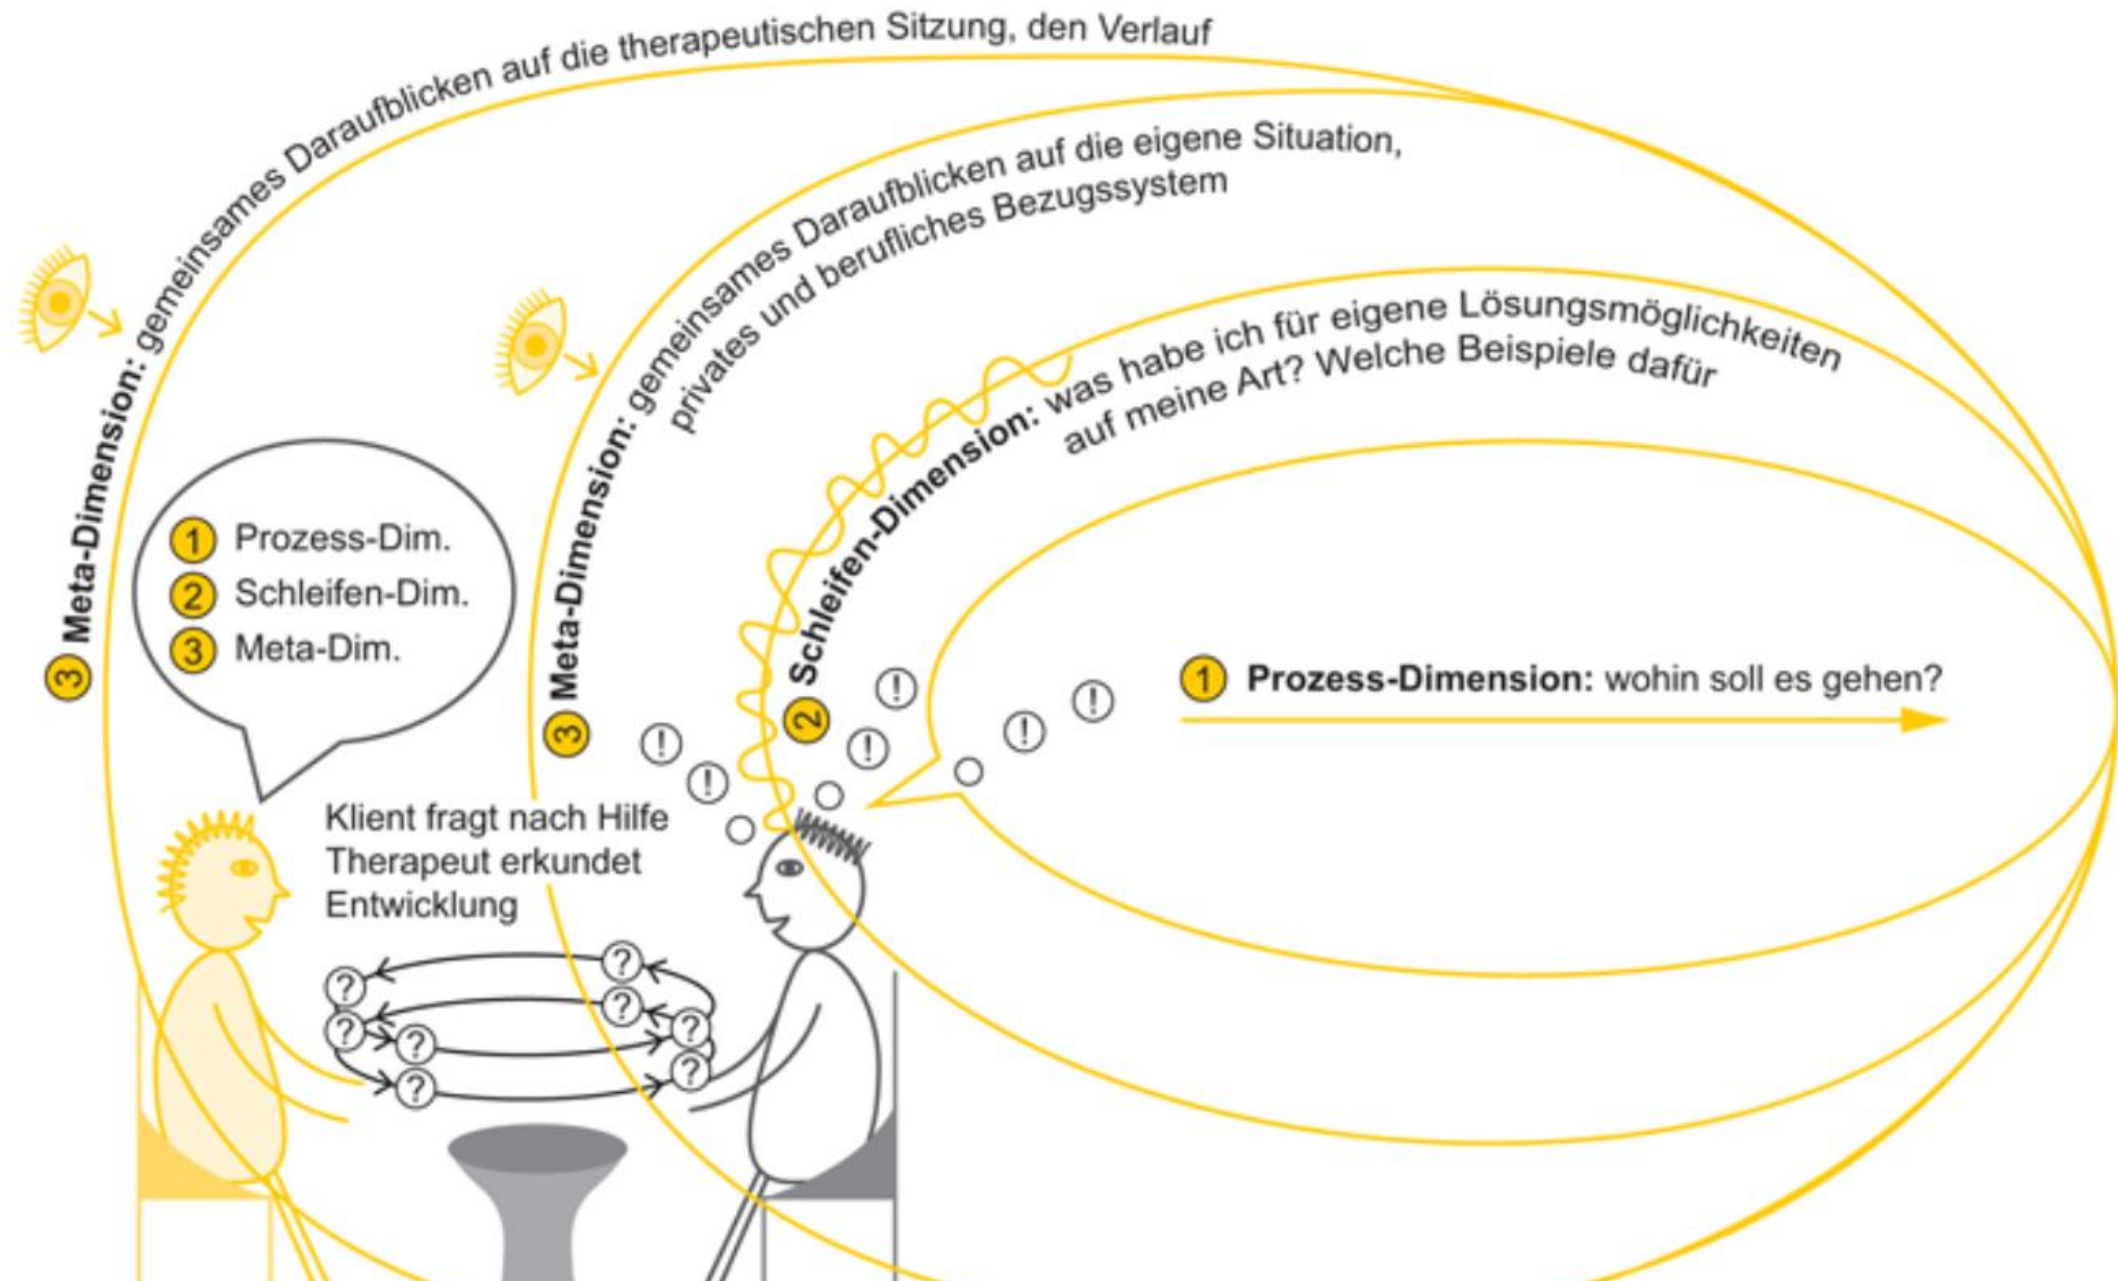 3 Meta-Dimension: gemeinsames Daraufblicken auf die therapeutischen Sitzung, den Verlauf
3 Meta-Dimension: gemeinsames Daraufblicken auf die eigene Situation,
privates und berufliches Bezugssystem
2 Schleifen-Dimension: was habe ich für eigene Lösungsmöglichkeiten
auf meine Art? Welche Beispiele dafür
1 Prozess-Dimension: wohin soll es gehen?
1 Prozess-Dim.
2 Schleifen-Dim.
3 Meta-Dim.
! ! ! ! ! !
Klient fragt nach Hilfe
Therapeut erkundet
Entwicklung
? ?
? ? ? ?
? ?